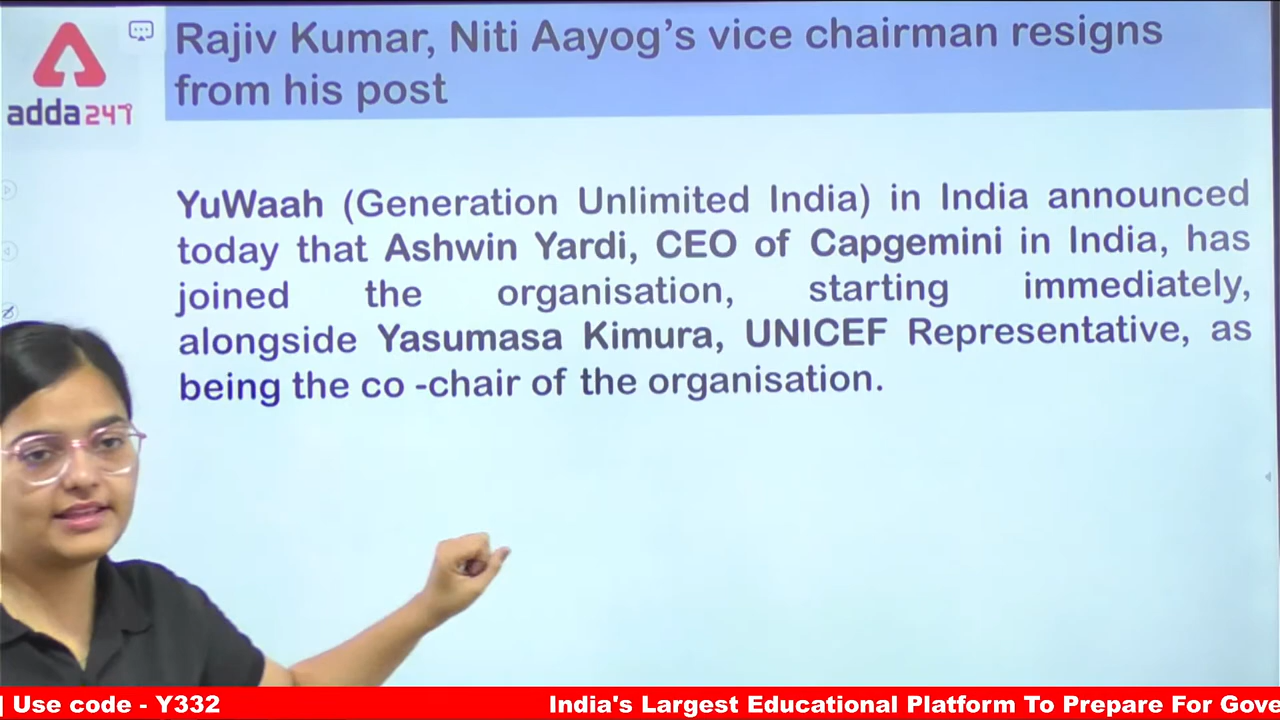 Rajiv Kumar, Niti Aayog's vice chairman resigns
from his post
adda247
YuWaah (Generation Unlimited India) in India announced
today that Ashwin Yardi, CEO of Capgemini in India, has
joined the organisation, starting immediately,
alongside Yasumasa Kimura, UNICEF Representative, as
being the co -chair of the organisation.
| Use code - Y332 India's Largest Educational Platform To Prepare For Gove